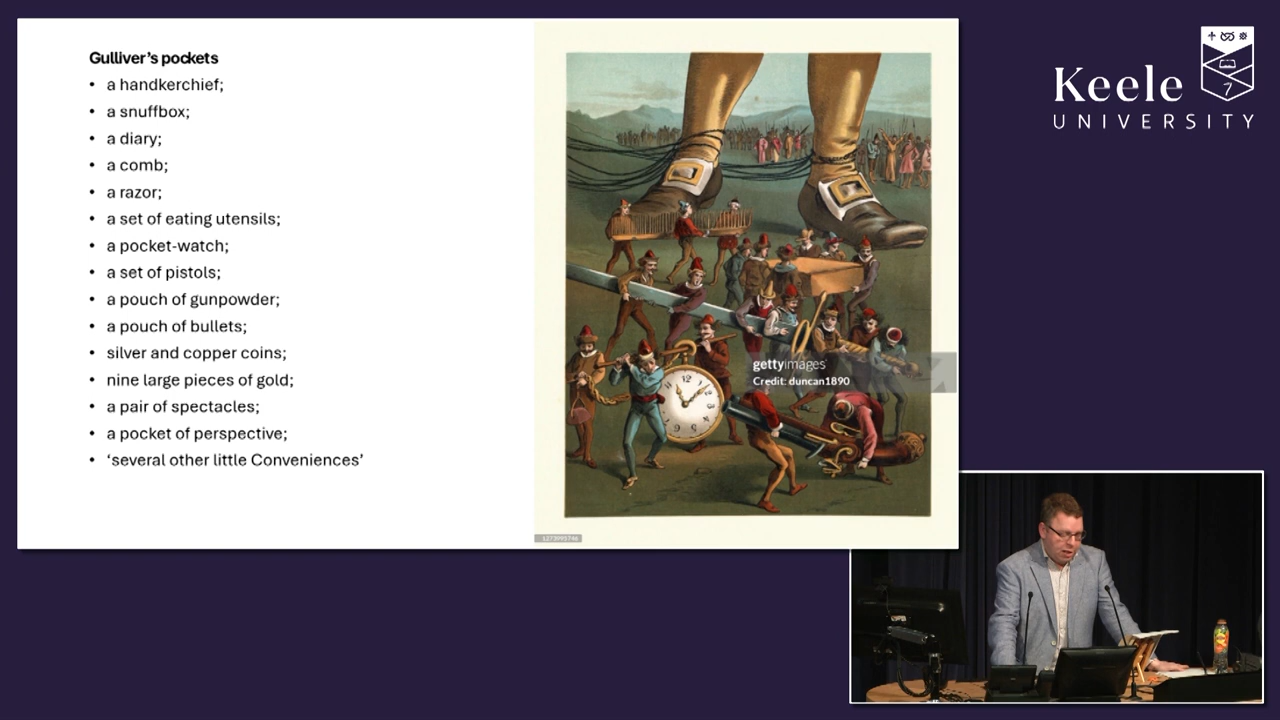 Gulliver's pockets
• a handkerchief;
• a snuffbox;
• a diary;
• a comb;
• a razor;
• a set of eating utensils;
• a pocket-watch;
• a set of pistols;
• a pouch of gunpowder;
• a pouch of bullets;
• silver and copper coins;
• nine large pieces of gold;
• a pair of spectacles;
• a pocket of perspective;
• ‘several other little Conveniences’
gettyimages
Credit: duncan1890
Keele
UNIVERSITY